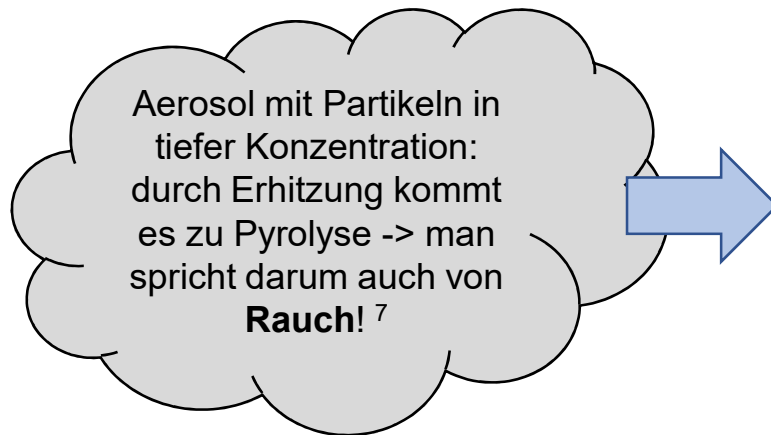 Aerosol mit Partikeln in
tiefer Konzentration:
durch Erhitzung kommt
es zu Pyrolyse -> man
spricht darum auch von
Rauch! ⁷